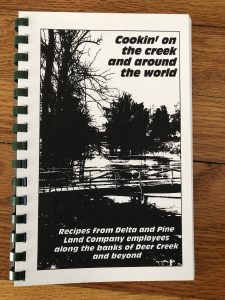 Cookin' on
the creek
and around
the world
Recipes from Delta and Pine
Land Company employees
along the banks of Deer Creek
and beyond